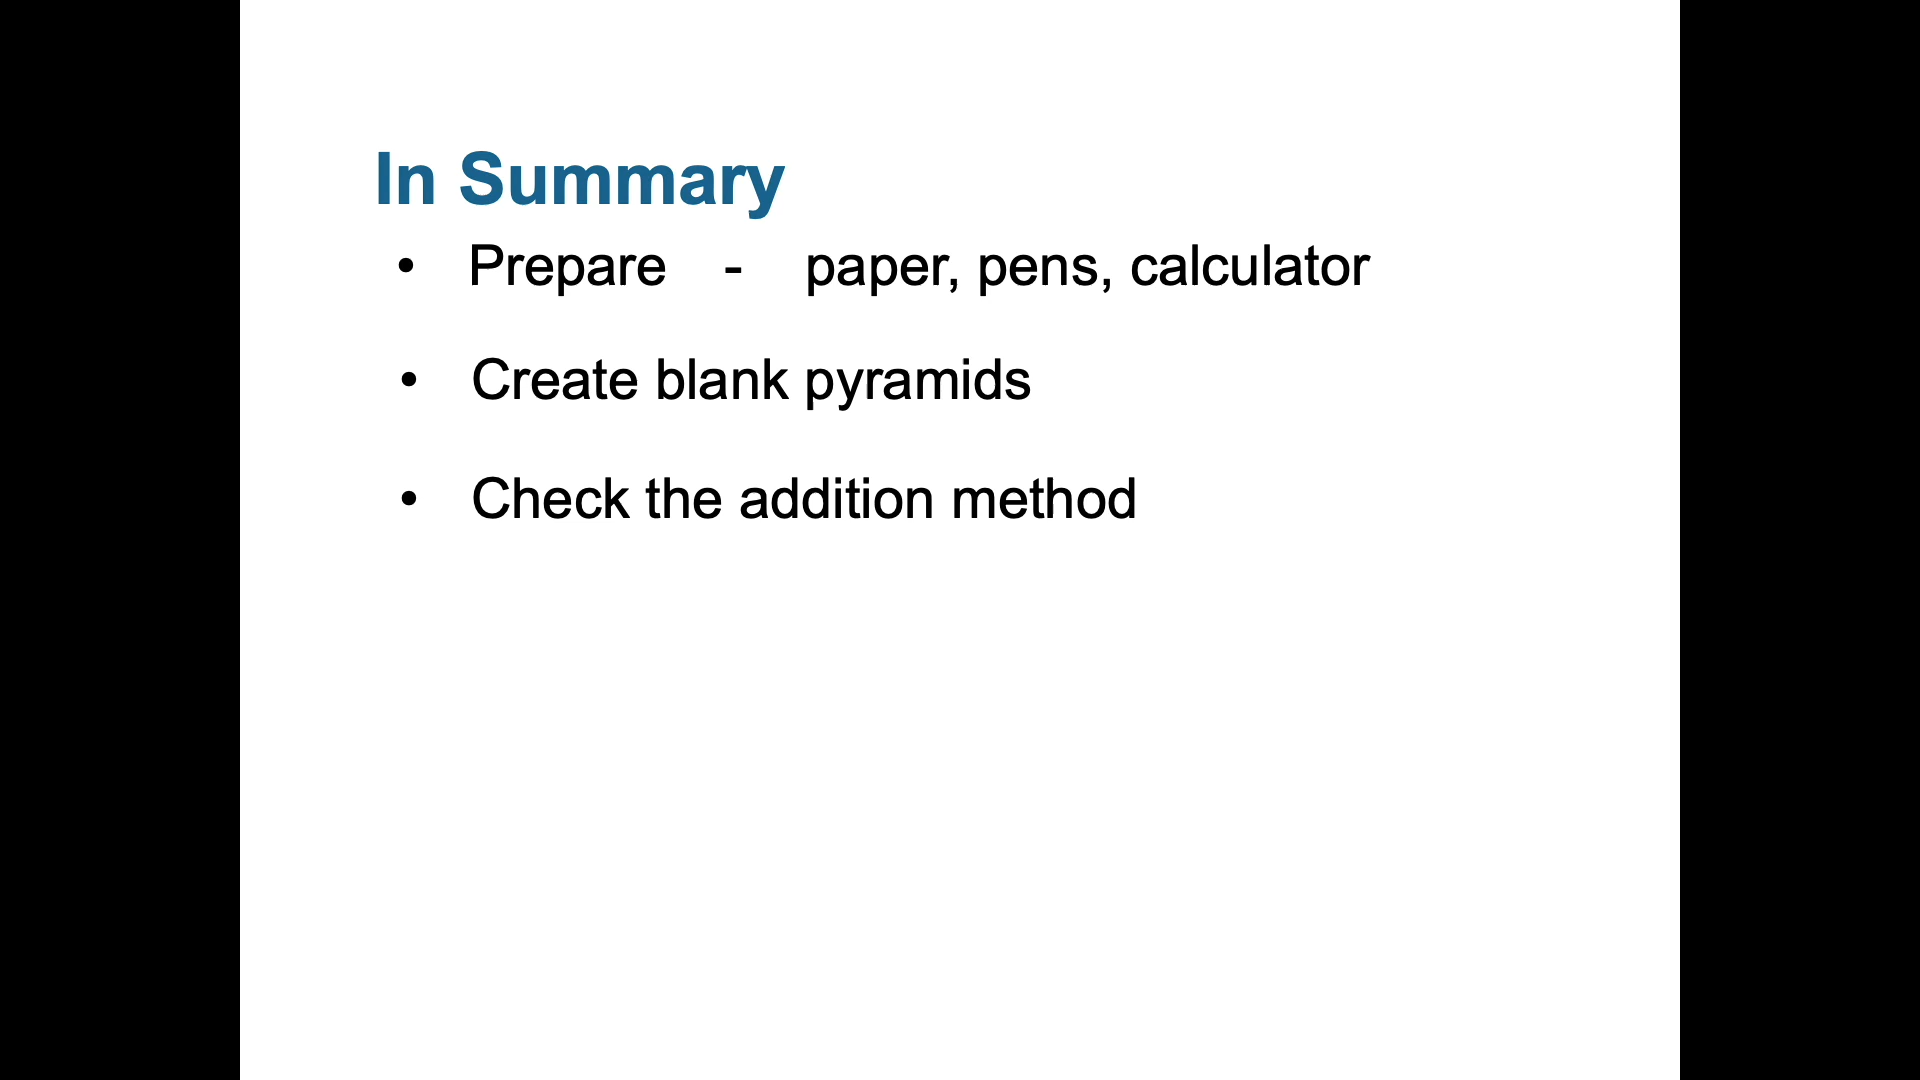 In Summary
• Prepare - paper, pens, calculator
• Create blank pyramids
• Check the addition method